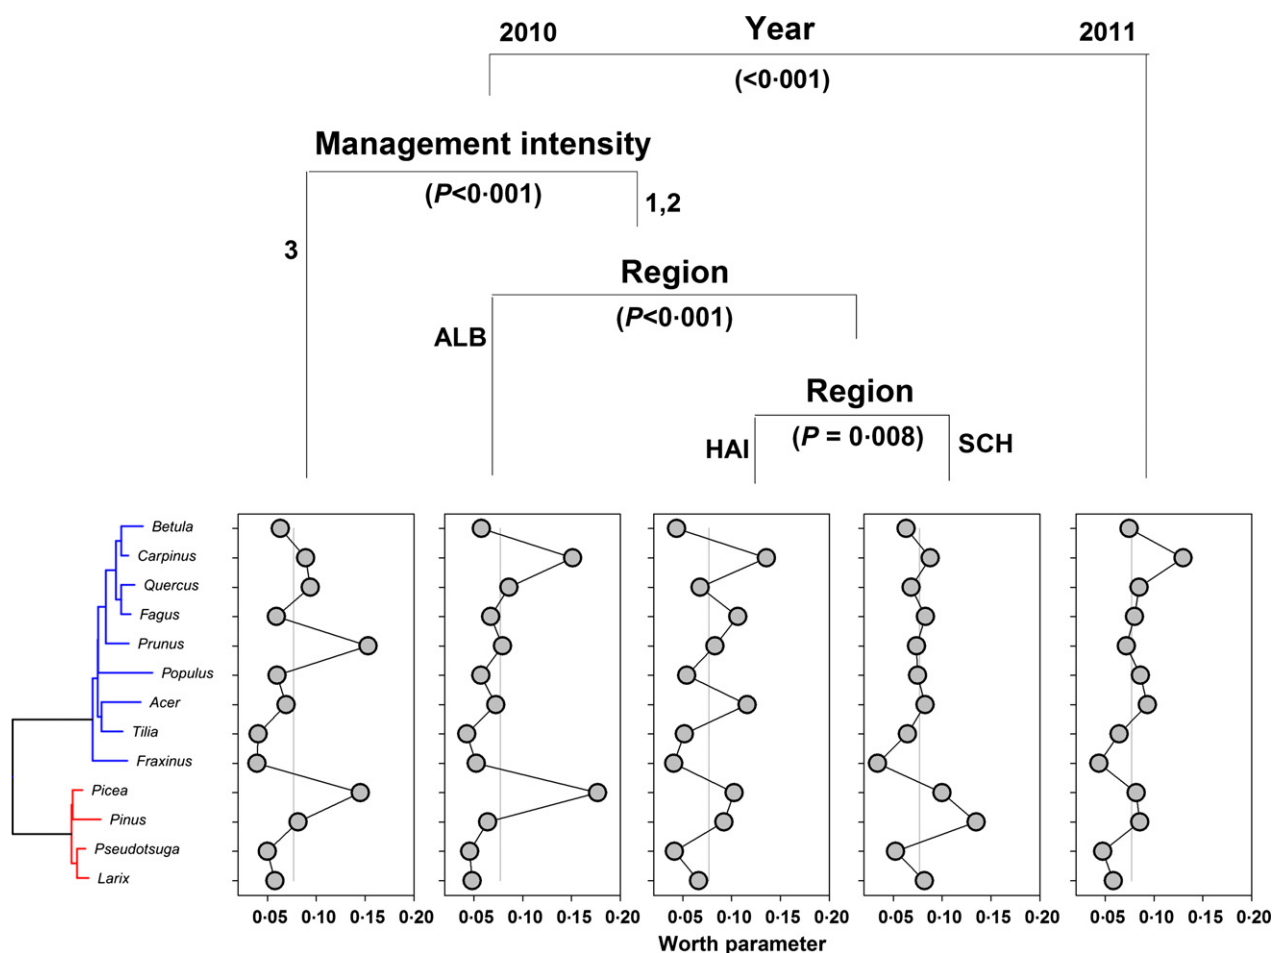 2010 Year 2011
(<0·001)
Management intensity
(P<0·001)
1,2
3
Region
(P<0·001)
ALB
Region
(P = 0·008)
HAI
SCH
Betula
Carpinus
Quercus
Fagus
Prunus
Populus
Acer
Tilia
Fraxinus
Picea
Pinus
Pseudotsuga
Larix
0·05 0·10 0·15 0·20 0·05 0·10 0·15 0·20 0·05 0·10 0·15 0·20 0·05 0·10 0·15 0·20 0·05 0·10 0·15 0·20
Worth parameter